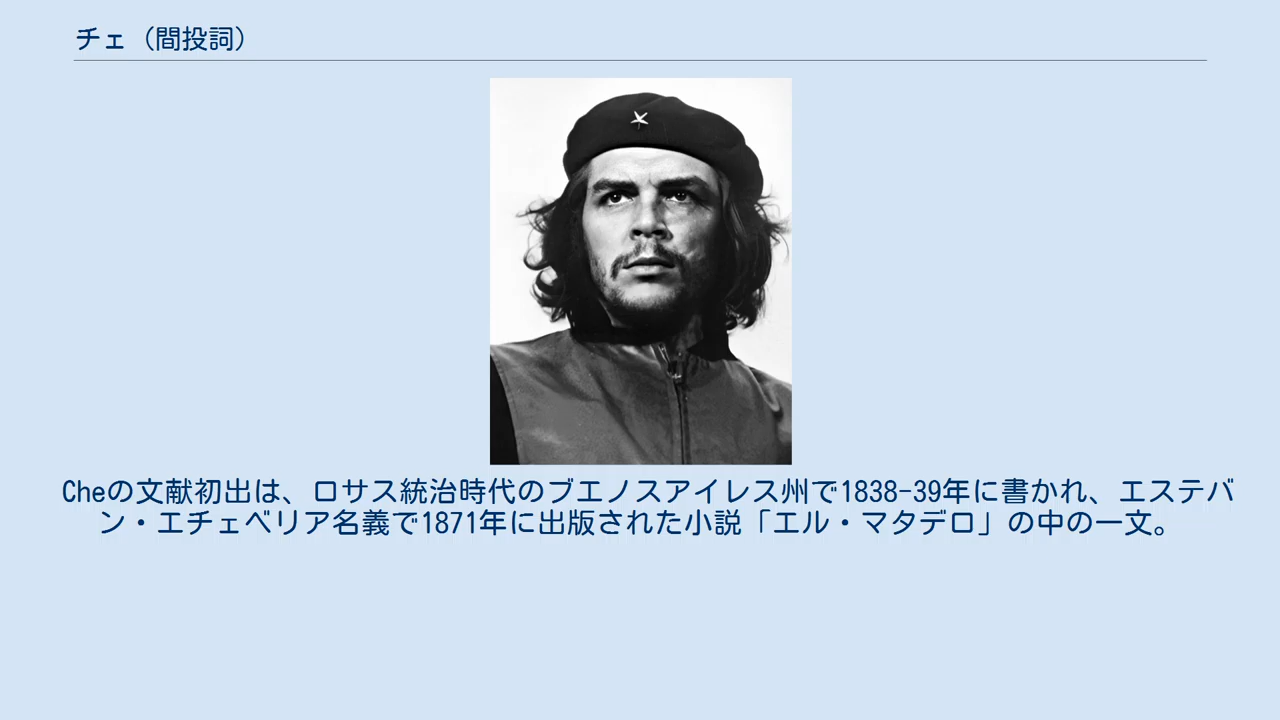 チェ（間投詞）
Cheの文献初出は、ロサス統治時代のブエノスアイレス州で1838-39年に書かれ、エステバ
ン・エチェベリア名義で1871年に出版された小説「エル・マタデロ」の中の一文。